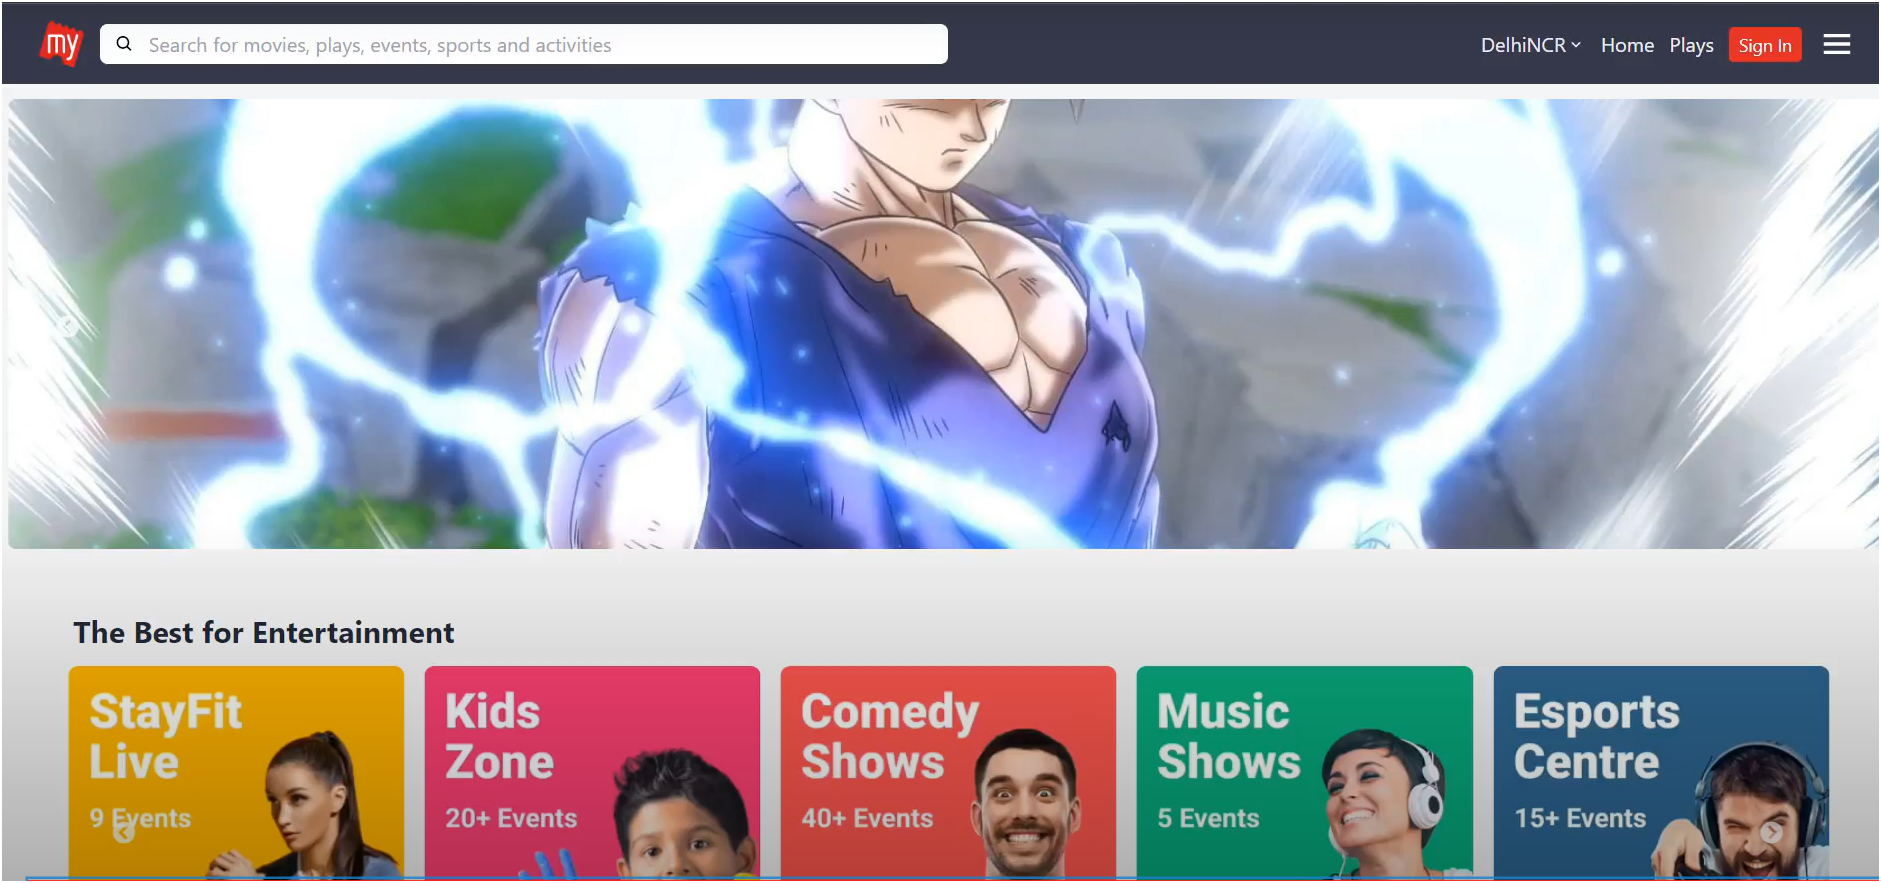 my
Search for movies, plays, events, sports and activities
DelhiNCR
Home
Plays
Sign In
The Best for Entertainment
StayFit
Live
9 Events
Kids
Zone
20+ Events
Comedy
Shows
40+ Events
Music
Shows
5 Events
Esports
Centre
15+ Events